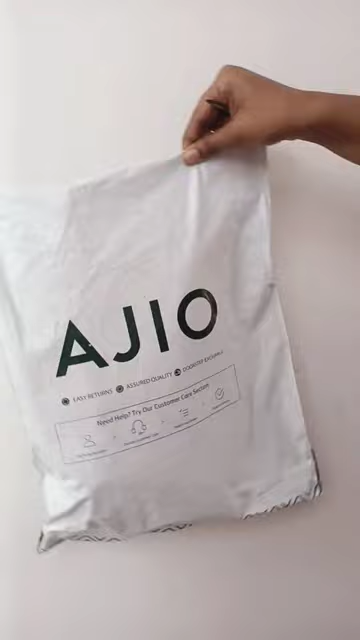 AJIO
EASY RETURNS ASSURED QUALITY DOORSTEP EXCHANGE
Need Help? Try Our Customer Care Section